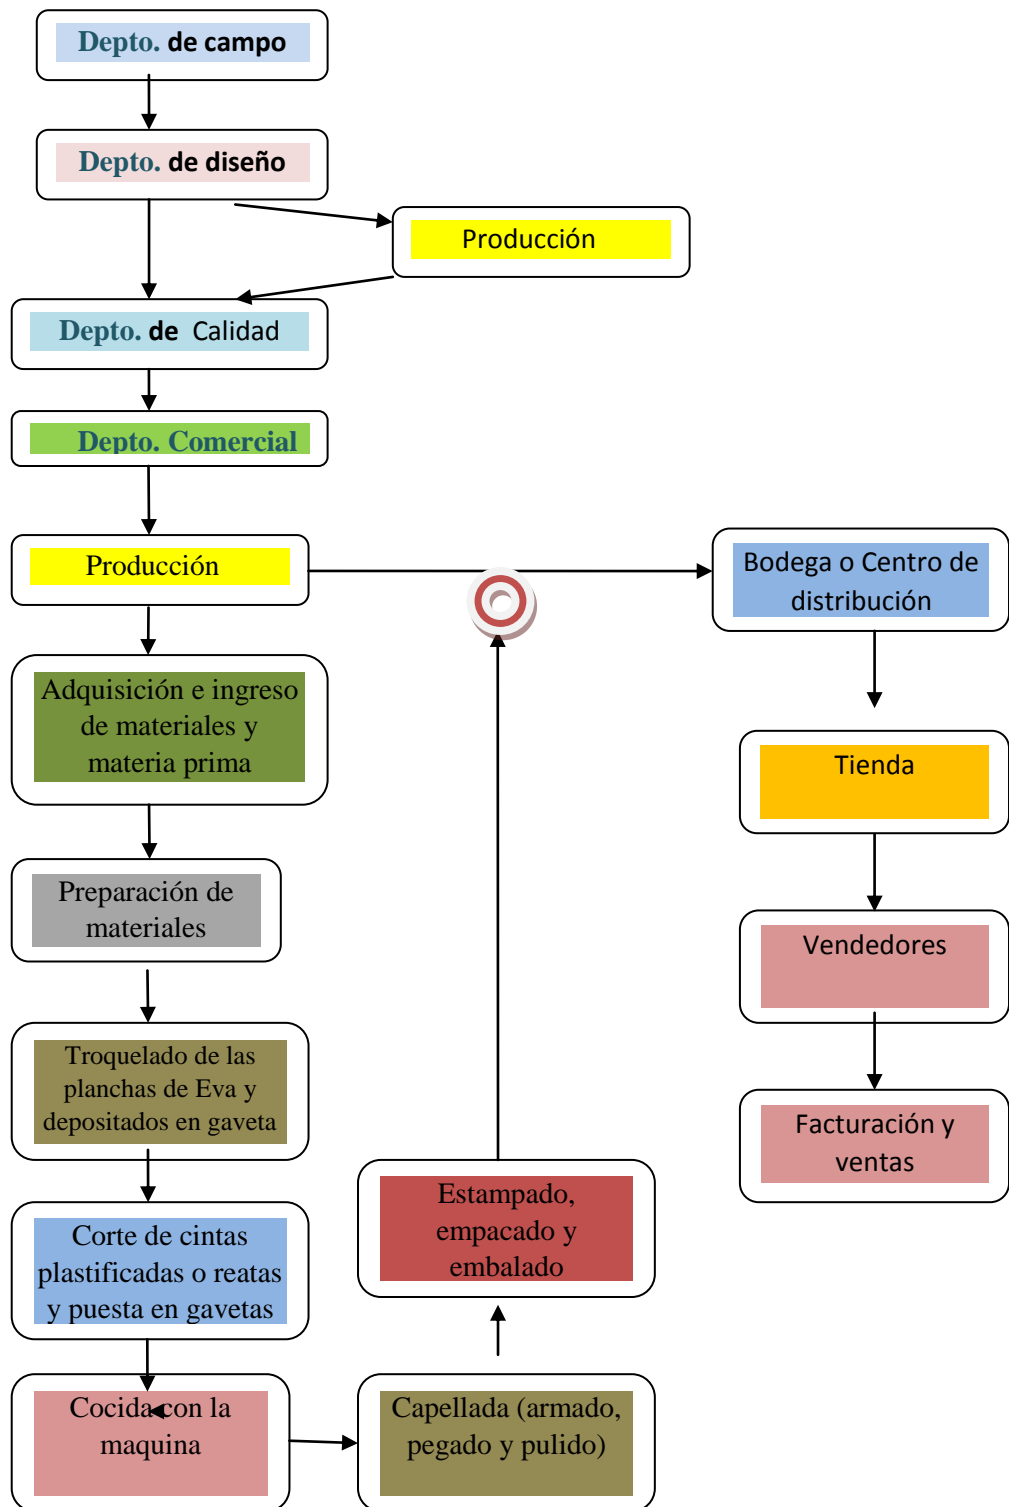 Depto. de campo
Depto. de diseño
Producción
Depto. de Calidad
Depto. Comercial
Producción
Bodega o Centro de
distribución
Adquisición e ingreso
de materiales y
materia prima
Tienda
Preparación de
materiales
Vendedores
Troquelado de las
planchas de Eva y
depositados en gaveta
Facturación y
ventas
Corte de cintas
plastificadas o reatas
y puesta en gavetas
Estampado,
empacado y
embalado
Cocida con la
maquina
Capellada (armado,
pegado y pulido)